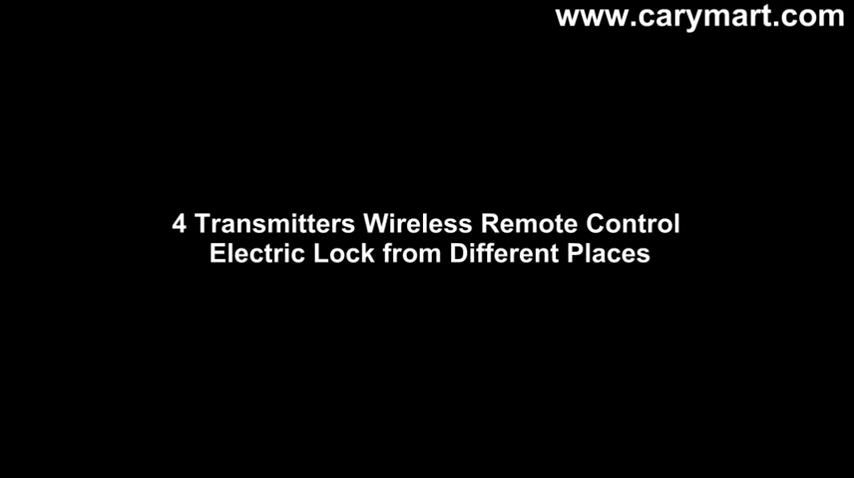 www.carymart.com
4 Transmitters Wireless Remote Control
Electric Lock from Different Places